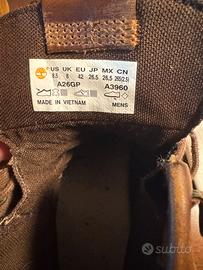 US UK EU JP MX CN
8.5 8 42 26.5 26.5 265(2.5)
A26GP A3960
MADE IN VIETNAM MENS
subito